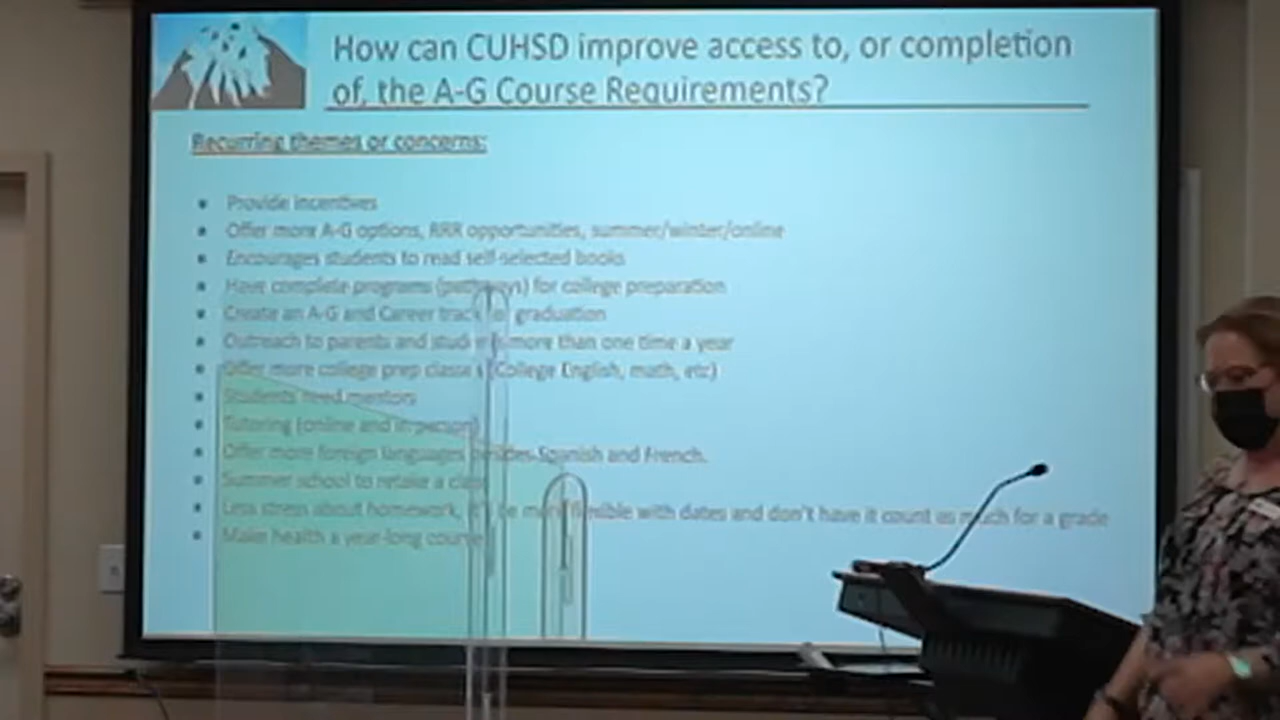 How can CUHSD improve access to, or completion
of, the A-G Course Requirements?
Recurring themes or concerns:
Provide incentives
Offer more A-G options, RRR opportunities, summer/winter/online
Encourages students to read self-selected books
Have complete programs (pathways) for college preparation
Create an A-G and Career track for graduation
Outreach to parents and students more than one time a year
Offer more college prep classes (College English, math, etc)
Students need mentors
Tutoring (online and in person)
Offer more foreign languages besides Spanish and French.
Summer school to retake a class
Less stress about homework, be more flexible with dates and don't have it count as much for a grade
Make health a year-long course